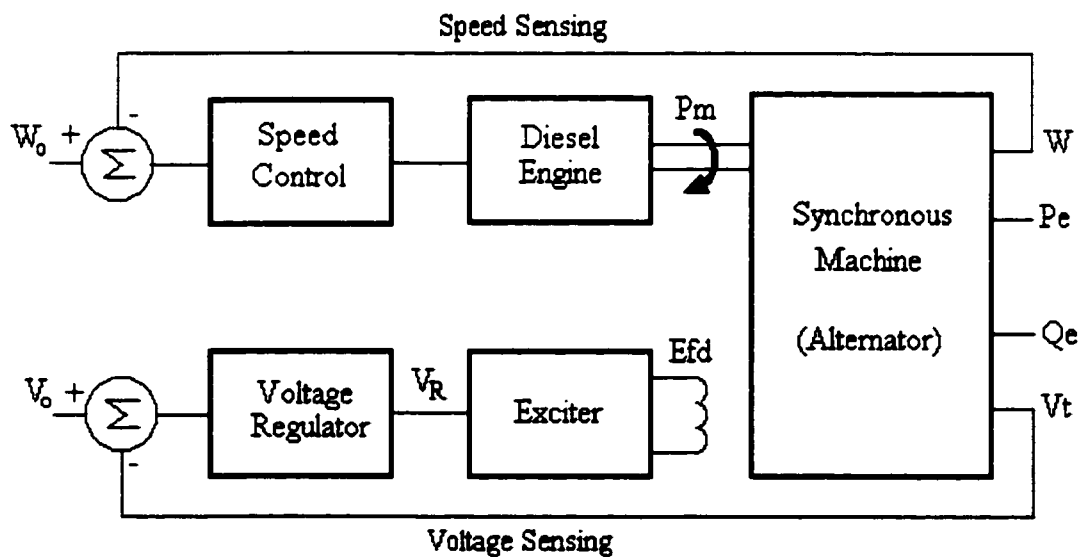 Speed Sensing
W₀ +
-
Σ
Speed
Control
Diesel
Engine
Pm
W
Pe
Synchronous
Machine
(Alternator)
Qe
Vt
V₀ +
-
Σ
Voltage
Regulator
V_R
Exciter
Efd
Voltage Sensing